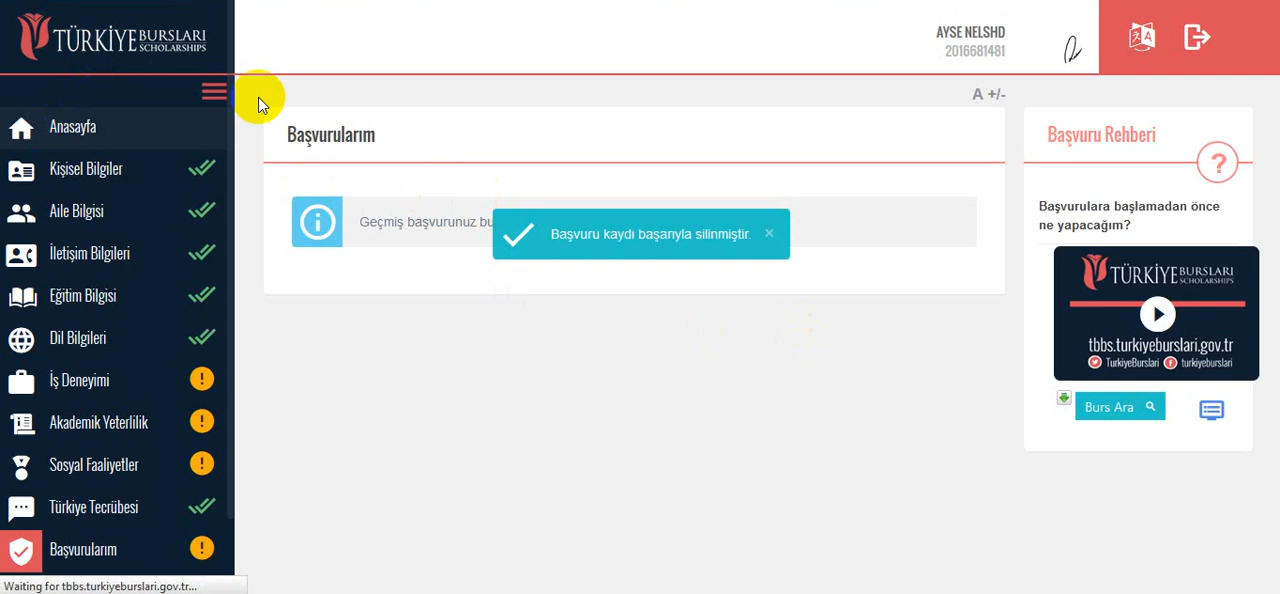 TÜRKİYE BURSLARI
SCHOLARSHIPS
AYSE NELSHD
2016681481
A +/-
Anasayfa
Kişisel Bilgiler
Aile Bilgisi
İletişim Bilgileri
Eğitim Bilgisi
Dil Bilgileri
İş Deneyimi
Akademik Yeterlilik
Sosyal Faaliyetler
Türkiye Tecrübesi
Başvurularım
Waiting for tbbs.turkiyeburslari.gov.tr...
Başvurularım
Geçmiş başvurunuz
Başvuru kaydı başarıyla silinmiştir. ×
Başvuru Rehberi
?
Başvurulara başlamadan önce
ne yapacağım?
TÜRKİYE BURSLARI
SCHOLARSHIPS
tbbs.turkiyeburslari.gov.tr
TurkiyeBurslari turkiyeburslari
Burs Ara